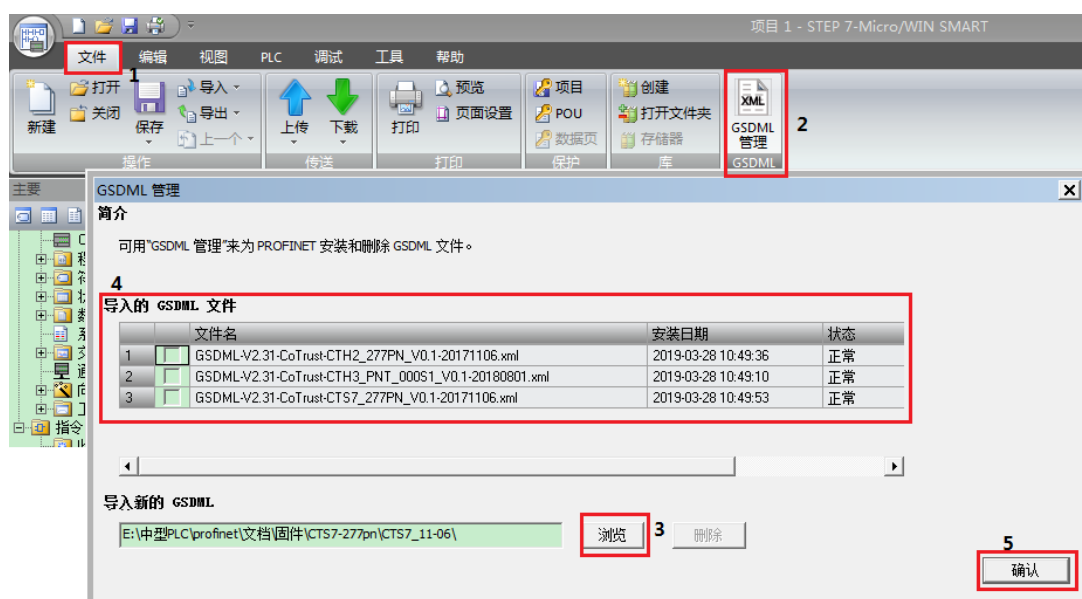 项目 1 - STEP 7-Micro/WIN SMART
文件 编辑 视图 PLC 调试 工具 帮助
1
新建 打开 关闭 保存 导入 导出 上一个 上传 下载 打印 预览 页面设置 项目 POU 数据页 创建 打开文件夹 存储器 XML GSDML 管理 2
操作 传送 打印 保护 库 GSDML
主要
GSDML 管理
简介
可用"GSDML 管理"来为 PROFINET 安装和删除 GSDML 文件。
4
导入的 GSDML 文件
文件名 安装日期 状态
1 GSDML-V2.31-CoTrust-CTH2_277PN_V0.1-20171106.xml 2019-03-28 10:49:36 正常
2 GSDML-V2.31-CoTrust-CTH3_PNT_000S1_V0.1-20180801.xml 2019-03-28 10:49:10 正常
3 GSDML-V2.31-CoTrust-CTS7_277PN_V0.1-20171106.xml 2019-03-28 10:49:53 正常
指令
导入新的 GSDML
E:\中型PLC\profinet\文档\固件\CTS7-277pn\CTS7_11-06\ 浏览 3 删除
5
确认